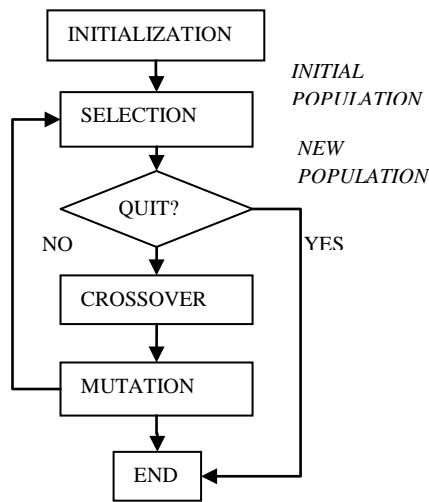 INITIALIZATION
INITIAL
POPULATION
SELECTION
NEW
POPULATION
QUIT?
NO
YES
CROSSOVER
MUTATION
END